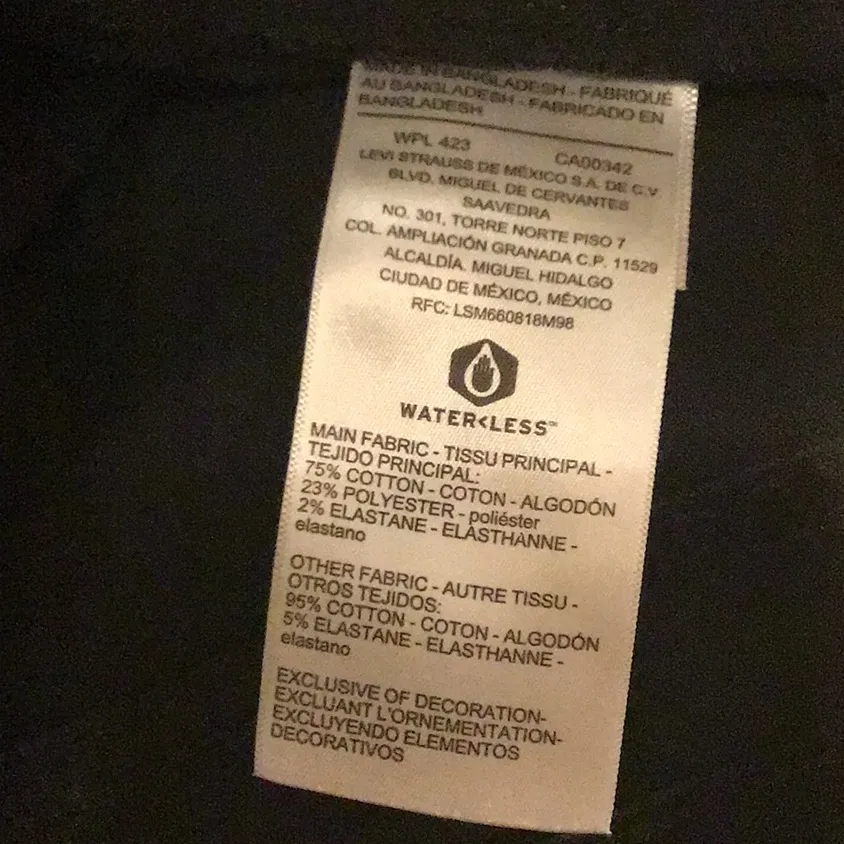 MADE IN BANGLADESH - FABRIQUÉ
AU BANGLADESH - FABRICADO EN
BANGLADESH
WPL 423 CA00342
LEVI STRAUSS DE MÉXICO S.A. DE C.V.
BLVD. MIGUEL DE CERVANTES
SAAVEDRA
NO. 301, TORRE NORTE PISO 7
COL. AMPLIACIÓN GRANADA C.P. 11529
ALCALDÍA. MIGUEL HIDALGO
CIUDAD DE MÉXICO, MÉXICO
RFC: LSM660818M98
WATER<LESS™
MAIN FABRIC - TISSU PRINCIPAL -
TEJIDO PRINCIPAL:
75% COTTON - COTON - ALGODÓN
23% POLYESTER - poliéster
2% ELASTANE - ELASTHANNE -
elastano
OTHER FABRIC - AUTRE TISSU -
OTROS TEJIDOS:
95% COTTON - COTON - ALGODÓN
5% ELASTANE - ELASTHANNE -
elastano
EXCLUSIVE OF DECORATION-
EXCLUANT L'ORNEMENTATION-
EXCLUYENDO ELEMENTOS
DECORATIVOS